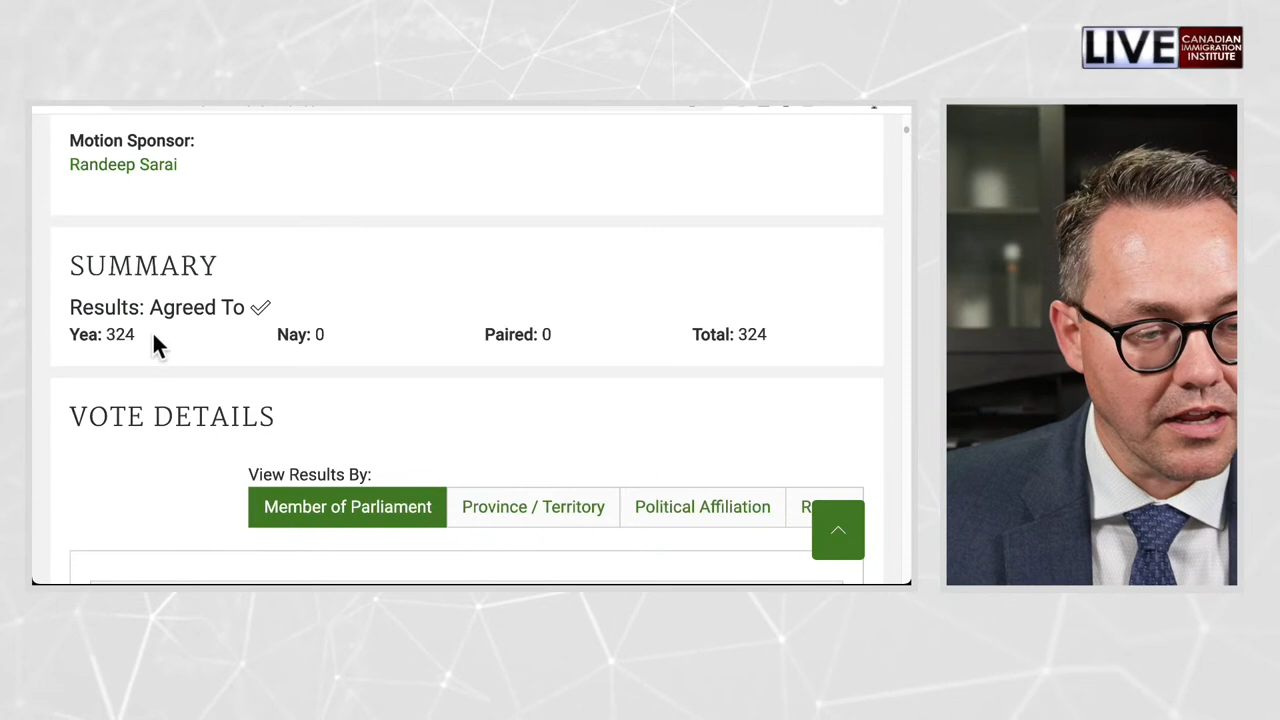 LIVE
CANADIAN
IMMIGRATION
INSTITUTE
Motion Sponsor:
Randeep Sarai
SUMMARY
Results: Agreed To
Yea: 324 Nay: 0 Paired: 0 Total: 324
VOTE DETAILS
View Results By:
Member of Parliament Province / Territory Political Affiliation R